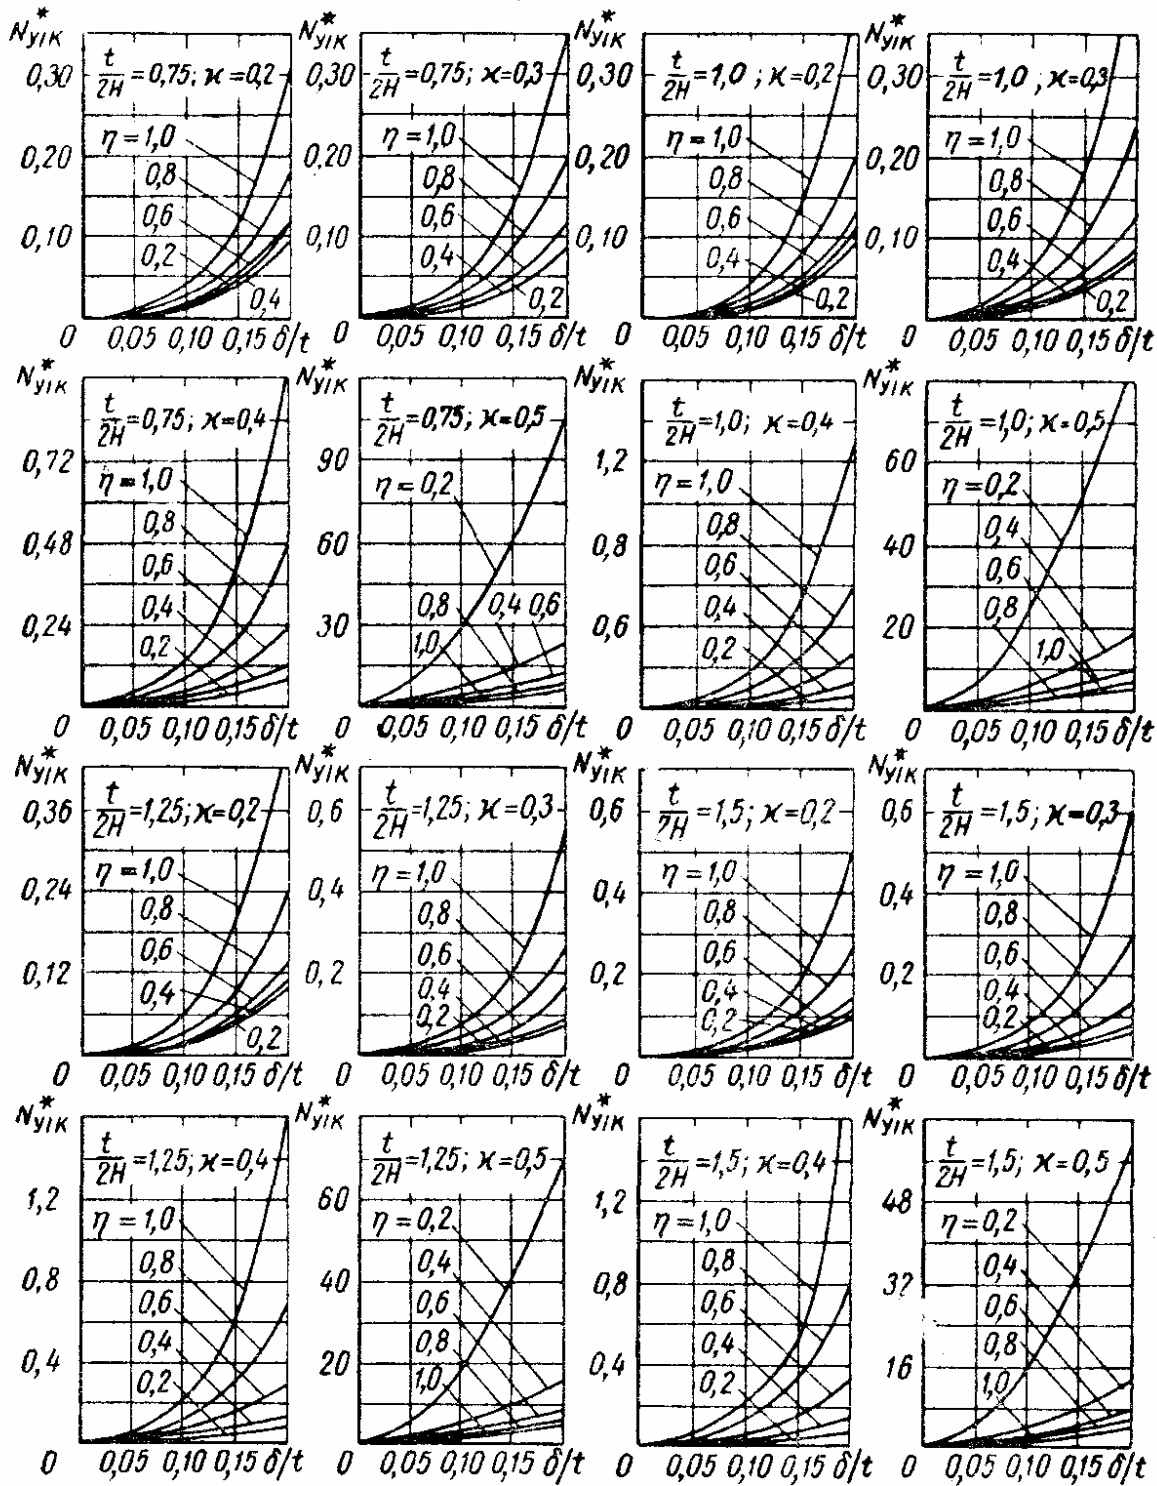 N*у1к N*у1к N*у1к N*у1к
0,30 t/2H = 0,75; ϰ = 0,2 0,30 t/2H = 0,75; ϰ = 0,3 0,30 t/2H = 1,0; ϰ = 0,2 0,30 t/2H = 1,0; ϰ = 0,3
η = 1,0 η = 1,0 η = 1,0 η = 1,0
0,20 0,8 0,20 0,8 0,20 0,8 0,20 0,8
0,6 0,6 0,6 0,6
0,10 0,2 0,10 0,4 0,10 0,4 0,10 0,4
0,4 0,2 0,2 0,2
0 0,05 0,10 0,15 δ/t 0 0,05 0,10 0,15 δ/t 0 0,05 0,10 0,15 δ/t 0 0,05 0,10 0,15 δ/t
N*у1к N*у1к N*у1к N*у1к
t/2H = 0,75; ϰ = 0,4 t/2H = 0,75; ϰ = 0,5 t/2H = 1,0; ϰ = 0,4 t/2H = 1,0; ϰ = 0,5
0,72 90 1,2 60
η = 1,0 η = 0,2 η = 1,0 η = 0,2
0,48 0,8 60 0,8 0,8 40 0,4
0,6 0,6 0,6
0,24 0,4 30 0,8 0,4 0,6 0,6 0,4 20 0,8
0,2 1,0 0,2 1,0
0 0,05 0,10 0,15 δ/t 0 0,05 0,10 0,15 δ/t 0 0,05 0,10 0,15 δ/t 0 0,05 0,10 0,15 δ/t
N*у1к N*у1к N*у1к N*у1к
0,36 t/2H = 1,25; ϰ = 0,2 0,6 t/2H = 1,25; ϰ = 0,3 0,6 t/2H = 1,5; ϰ = 0,2 0,6 t/2H = 1,5; ϰ = 0,3
η = 1,0 η = 1,0 η = 1,0 η = 1,0
0,24 0,8 0,4 0,8 0,4 0,8 0,4 0,8
0,6 0,6 0,6 0,6
0,12 0,4 0,2 0,4 0,2 0,4 0,2 0,4
0,2 0,2 0,2 0,2
0 0,05 0,10 0,15 δ/t 0 0,05 0,10 0,15 δ/t 0 0,05 0,10 0,15 δ/t 0 0,05 0,10 0,15 δ/t
N*у1к N*у1к N*у1к N*у1к
t/2H = 1,25; ϰ = 0,4 t/2H = 1,25; ϰ = 0,5 t/2H = 1,5; ϰ = 0,4 t/2H = 1,5; ϰ = 0,5
1,2 60 1,2 48
η = 1,0 η = 0,2 η = 1,0 η = 0,2
0,8 0,8 40 0,4 0,8 0,8 32 0,4
0,6 0,6 0,6 0,6
0,4 0,4 20 0,8 0,4 0,4 16 0,8
0,2 1,0 0,2 1,0
0 0,05 0,10 0,15 δ/t 0 0,05 0,10 0,15 δ/t 0 0,05 0,10 0,15 δ/t 0 0,05 0,10 0,15 δ/t